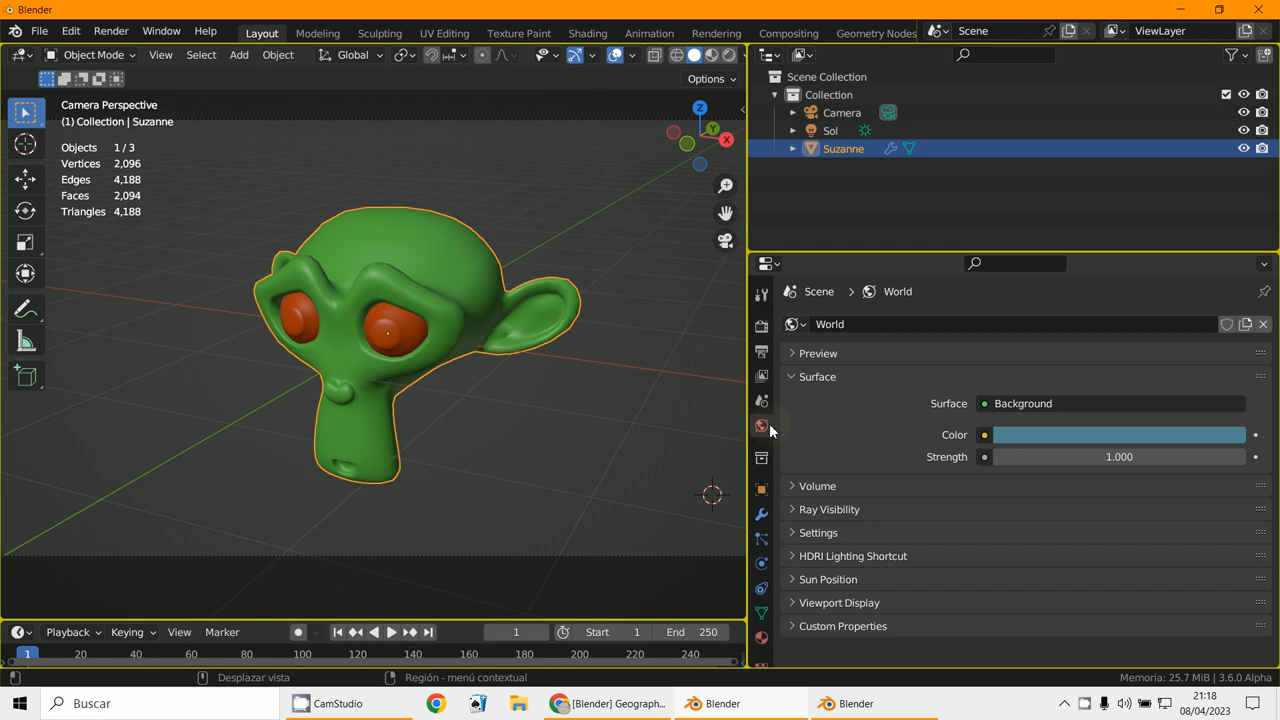 Blender
File Edit Render Window Help Layout Modeling Sculpting UV Editing Texture Paint Shading Animation Rendering Compositing Geometry Nodes Scene ViewLayer
Object Mode View Select Add Object Global
Options
Camera Perspective
(1) Collection | Suzanne
Objects 1 / 3
Vertices 2,096
Edges 4,188
Faces 2,094
Triangles 4,188
Z
Y
X
Scene Collection
Collection
Camera
Sol
Suzanne
Scene > World
World
Preview
Surface
Surface Background
Color
Strength 1.000
Volume
Ray Visibility
Settings
HDRI Lighting Shortcut
Sun Position
Viewport Display
Custom Properties
Playback Keying View Marker 1 Start 1 End 250
1 20 40 60 80 100 120 140 160 180 200 220 240
Desplazar vista Región - menú contextual Memoria: 25.7 MiB | 3.6.0 Alpha
Buscar CamStudio [Blender] Geograph... Blender Blender
21:18
08/04/2023